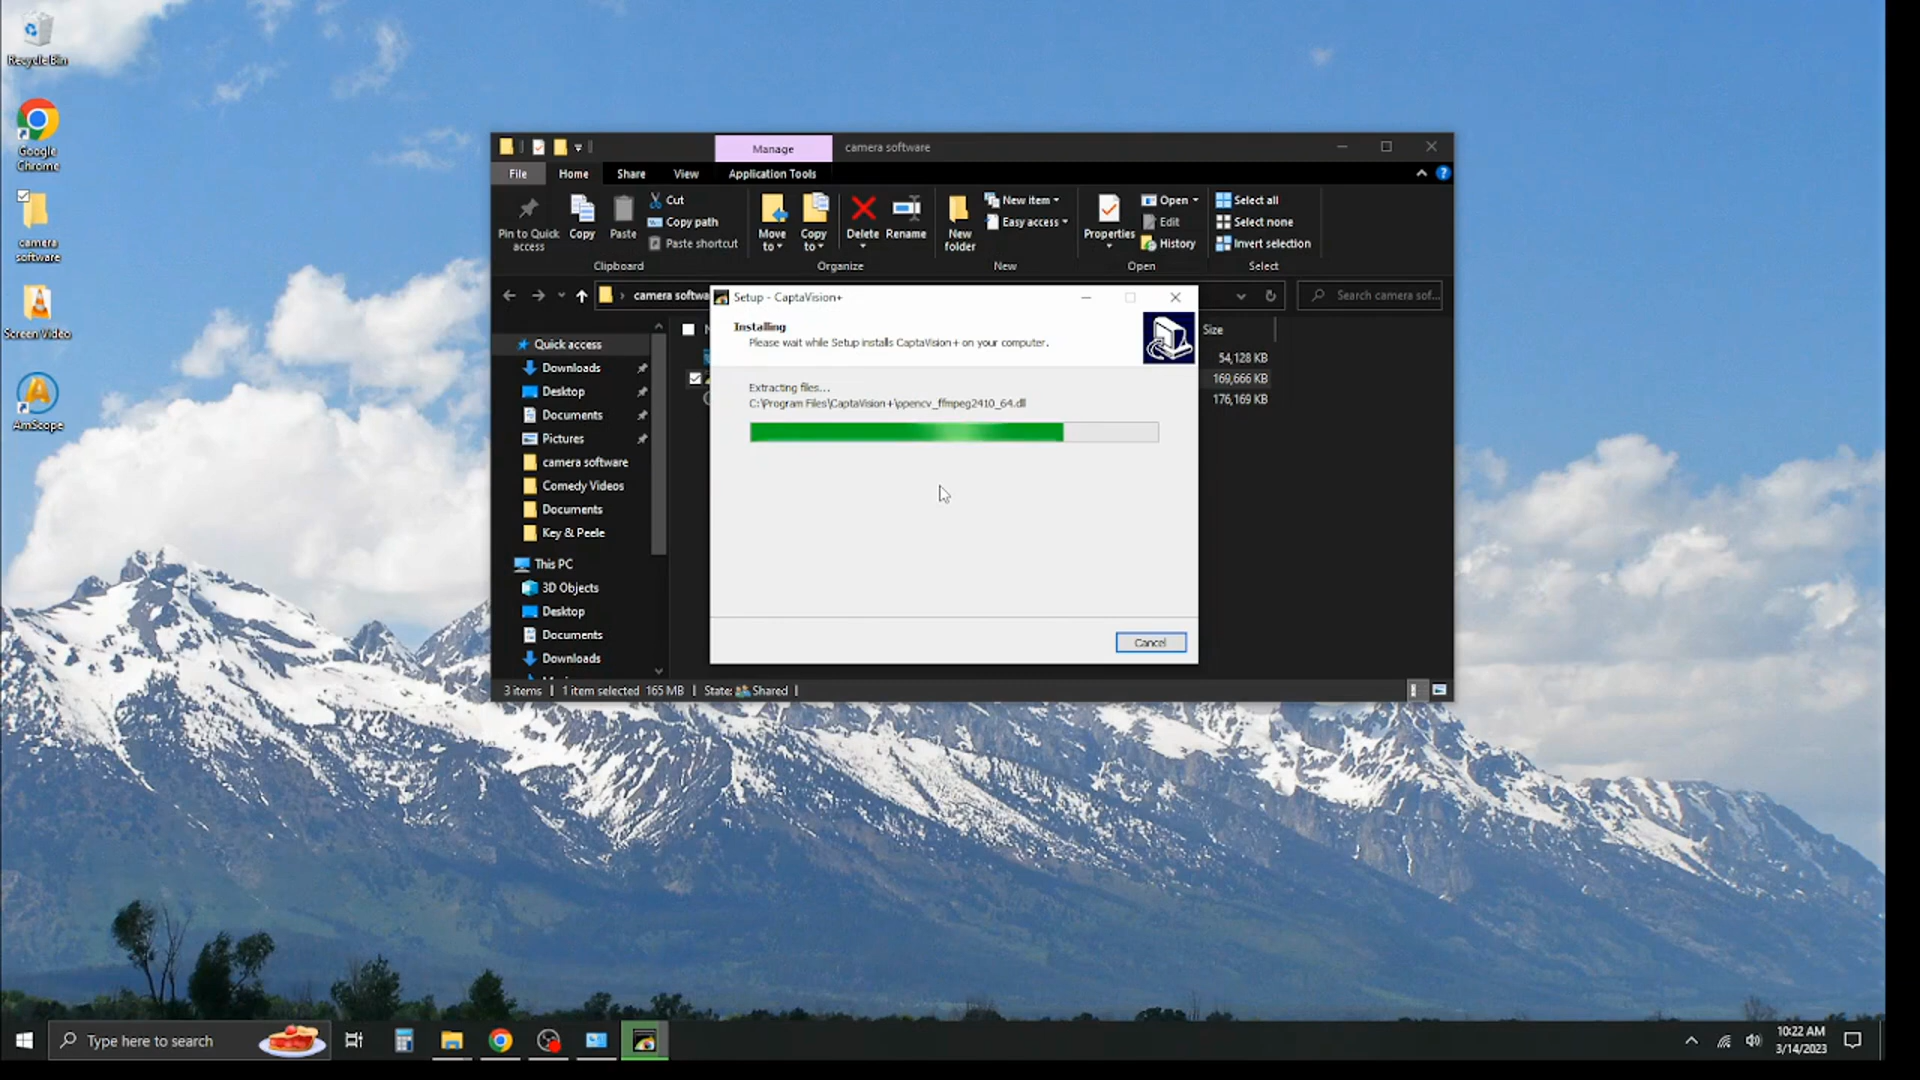 Recycle Bin
Google
Chrome
camera
software
Screen Video
AmScope
Manage
camera software
File
Home
Share
View
Application Tools
Pin to Quick
access
Copy
Paste
Cut
Copy path
Paste shortcut
Clipboard
Move
to
Copy
to
Delete
Rename
Organize
New
folder
New item
Easy access
New
Properties
Open
Edit
History
Open
Select all
Select none
Invert selection
Select
camera softwa
Search camera sof...
Quick access
Downloads
Desktop
Documents
Pictures
camera software
Comedy Videos
Documents
Key & Peele
This PC
3D Objects
Desktop
Documents
Downloads
Size
54,128 KB
169,666 KB
176,169 KB
Setup - CaptaVision+
Installing
Please wait while Setup installs CaptaVision+ on your computer.
Extracting files...
C:\Program Files\CaptaVision+\opencv_ffmpeg2410_64.dll
Cancel
3 items
1 item selected 165 MB
State: Shared
Type here to search
10:22 AM
3/14/2023